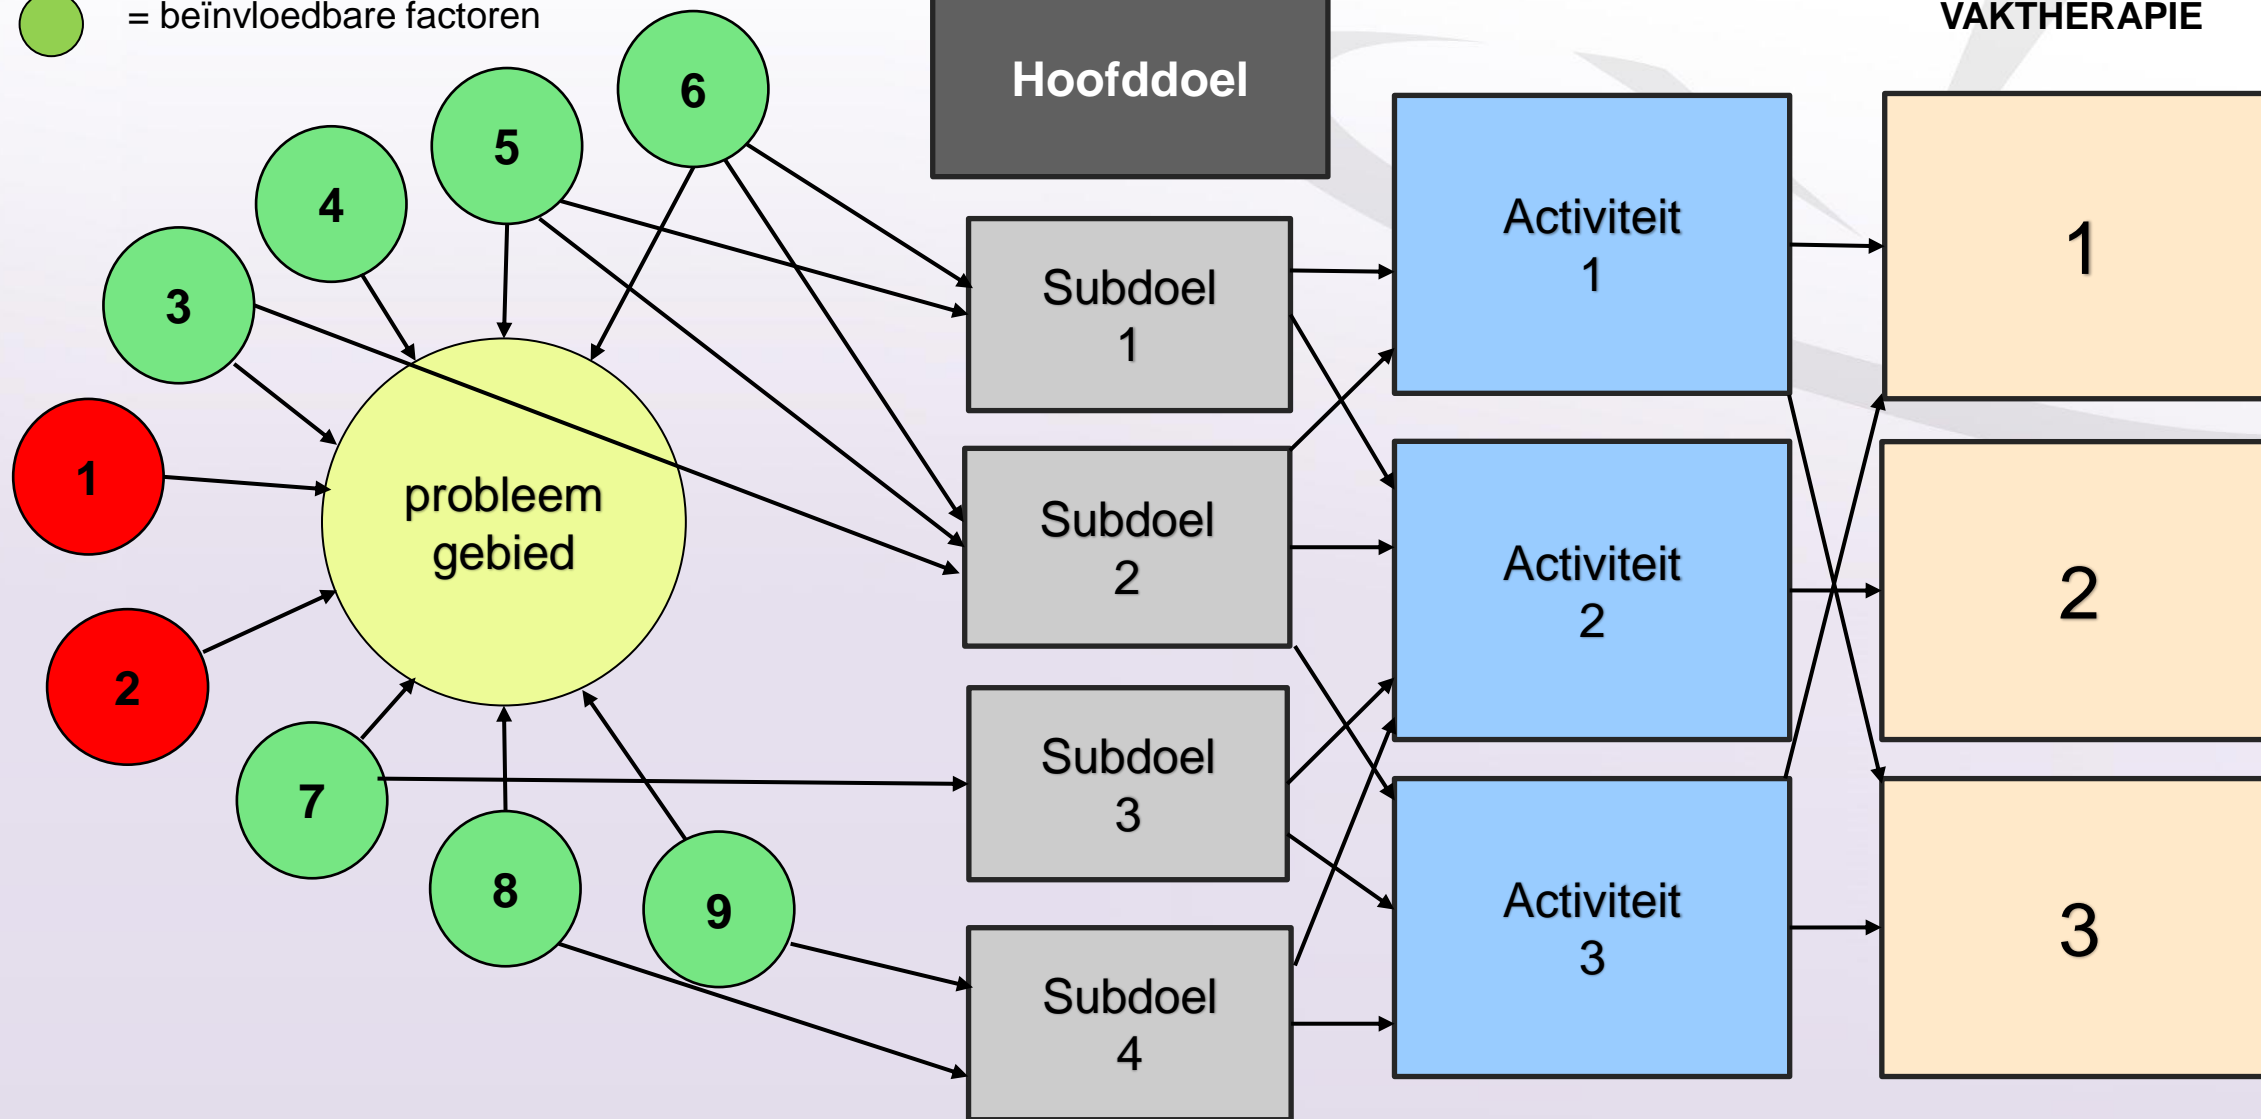 = beïnvloedbare factoren
VAKTHERAPIE
Hoofddoel
6
5
4
3
1
2
7
8
9
probleem
gebied
Subdoel
1
Subdoel
2
Subdoel
3
Subdoel
4
Activiteit
1
Activiteit
2
Activiteit
3
1
2
3